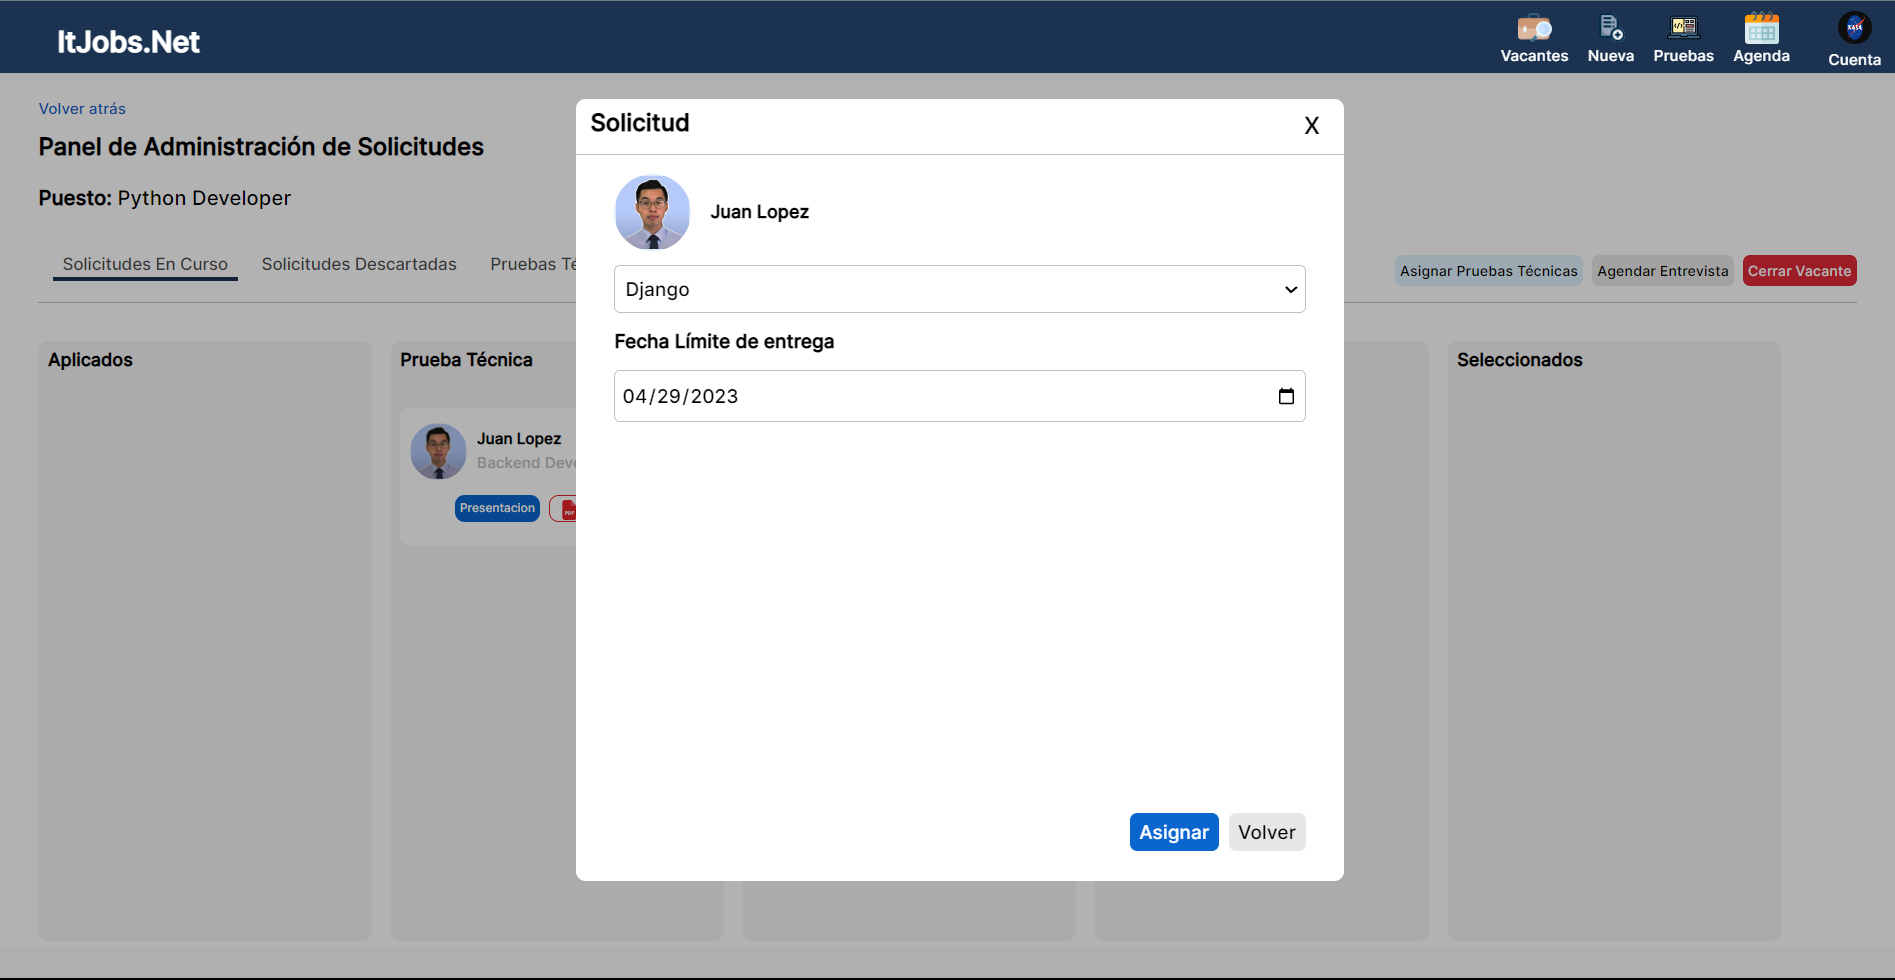 ItJobs.Net
Vacantes
Nueva
Pruebas
Agenda
Cuenta
Volver atrás
Panel de Administración de Solicitudes
Puesto: Python Developer
Solicitudes En Curso
Solicitudes Descartadas
Pruebas
Asignar Pruebas Técnicas
Agendar Entrevista
Cerrar Vacante
Aplicados
Prueba Técnica
Seleccionados
Juan Lopez
Backend
Presentacion
PDF
Solicitud
X
Juan Lopez
Django
Fecha Límite de entrega
04/29/2023
Asignar
Volver